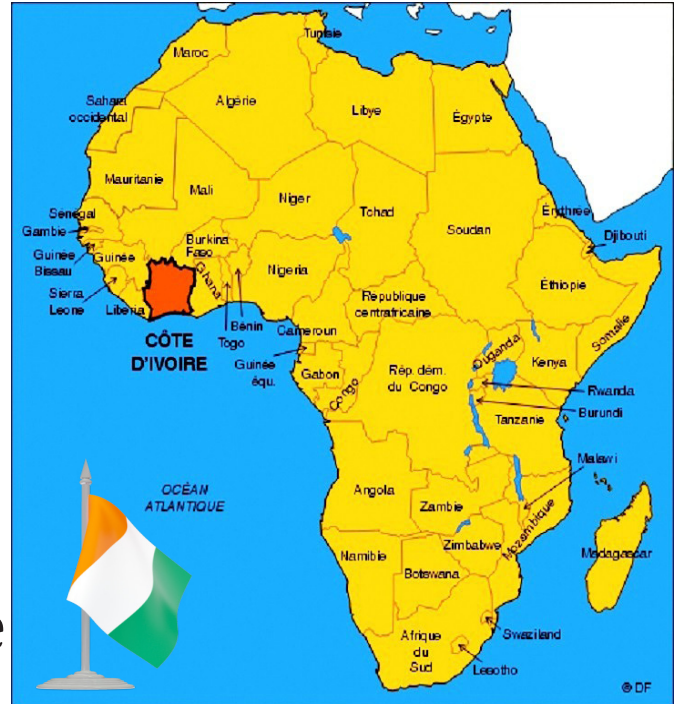 Tunisie
Maroc
Algérie
Libye
Égypte
Sahara
occidental
Mauritanie
Mali
Niger
Tchad
Soudan
Érythrée
Djibouti
Sénégal
Gambie
Guinée
Bissau
Guinée
Sierra
Leone
Liberia
Burkina
Faso
Ghana
Nigeria
Bénin
Togo
CÔTE
D'IVOIRE
Cameroun
République
centrafricaine
Éthiopie
Somalie
Guinée
équ.
Gabon
Congo
Rép. dém.
du Congo
Ouganda
Kenya
Rwanda
Burundi
Tanzanie
Malawi
OCÉAN
ATLANTIQUE
Angola
Zambie
Mozambique
Madagascar
Namibie
Zimbabwe
Botswana
Swaziland
Afrique
du
Sud
Lesotho
© DF
e